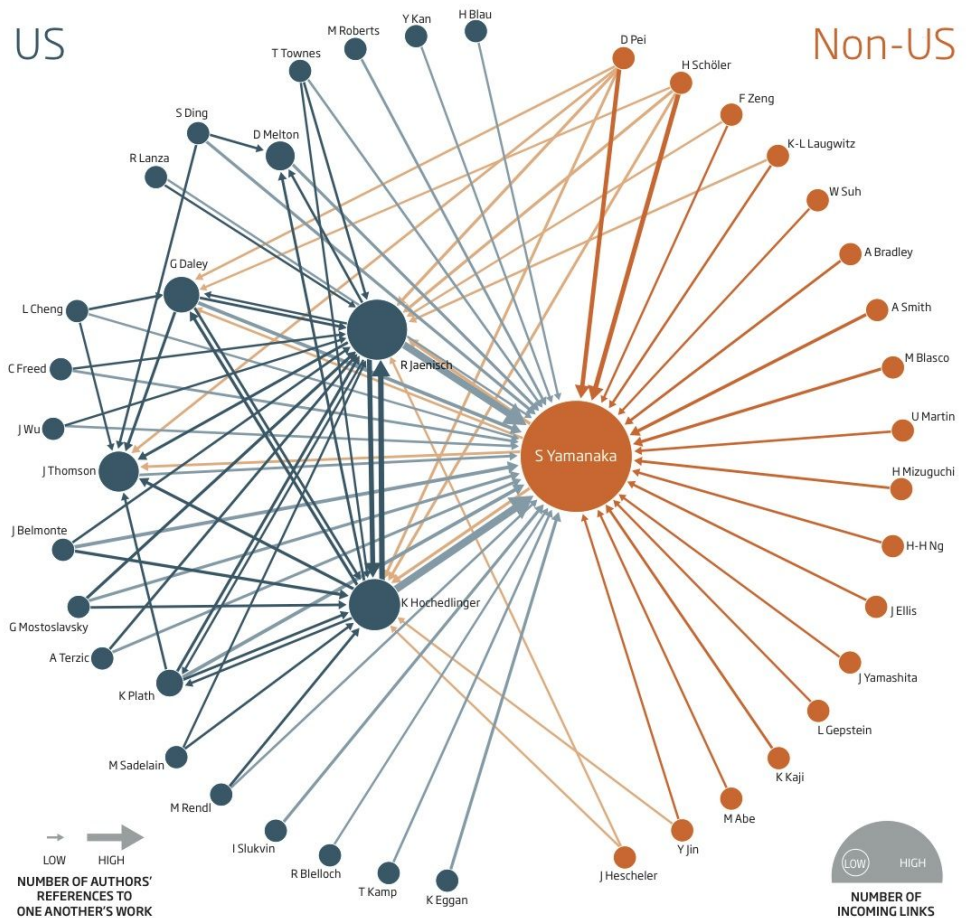 US
Non-US
H Blau
Y Kan
M Roberts
T Townes
D Pei
H Schöler
F Zeng
S Ding
D Melton
K-L Laugwitz
R Lanza
W Suh
A Bradley
G Daley
L Cheng
A Smith
R Jaenisch
C Freed
M Blasco
J Wu
U Martin
S Yamanaka
J Thomson
H Mizuguchi
J Belmonte
H-H Ng
K Hochedlinger
J Ellis
G Mostoslavsky
A Terzic
J Yamashita
K Plath
L Gepstein
M Sadelain
K Kaji
M Rendl
M Abe
I Slukvin
Y Jin
R Blelloch
J Hescheler
T Kamp
K Eggan
LOW
HIGH
NUMBER OF AUTHORS'
REFERENCES TO
ONE ANOTHER'S WORK
LOW
HIGH
NUMBER OF
INCOMING LINKS